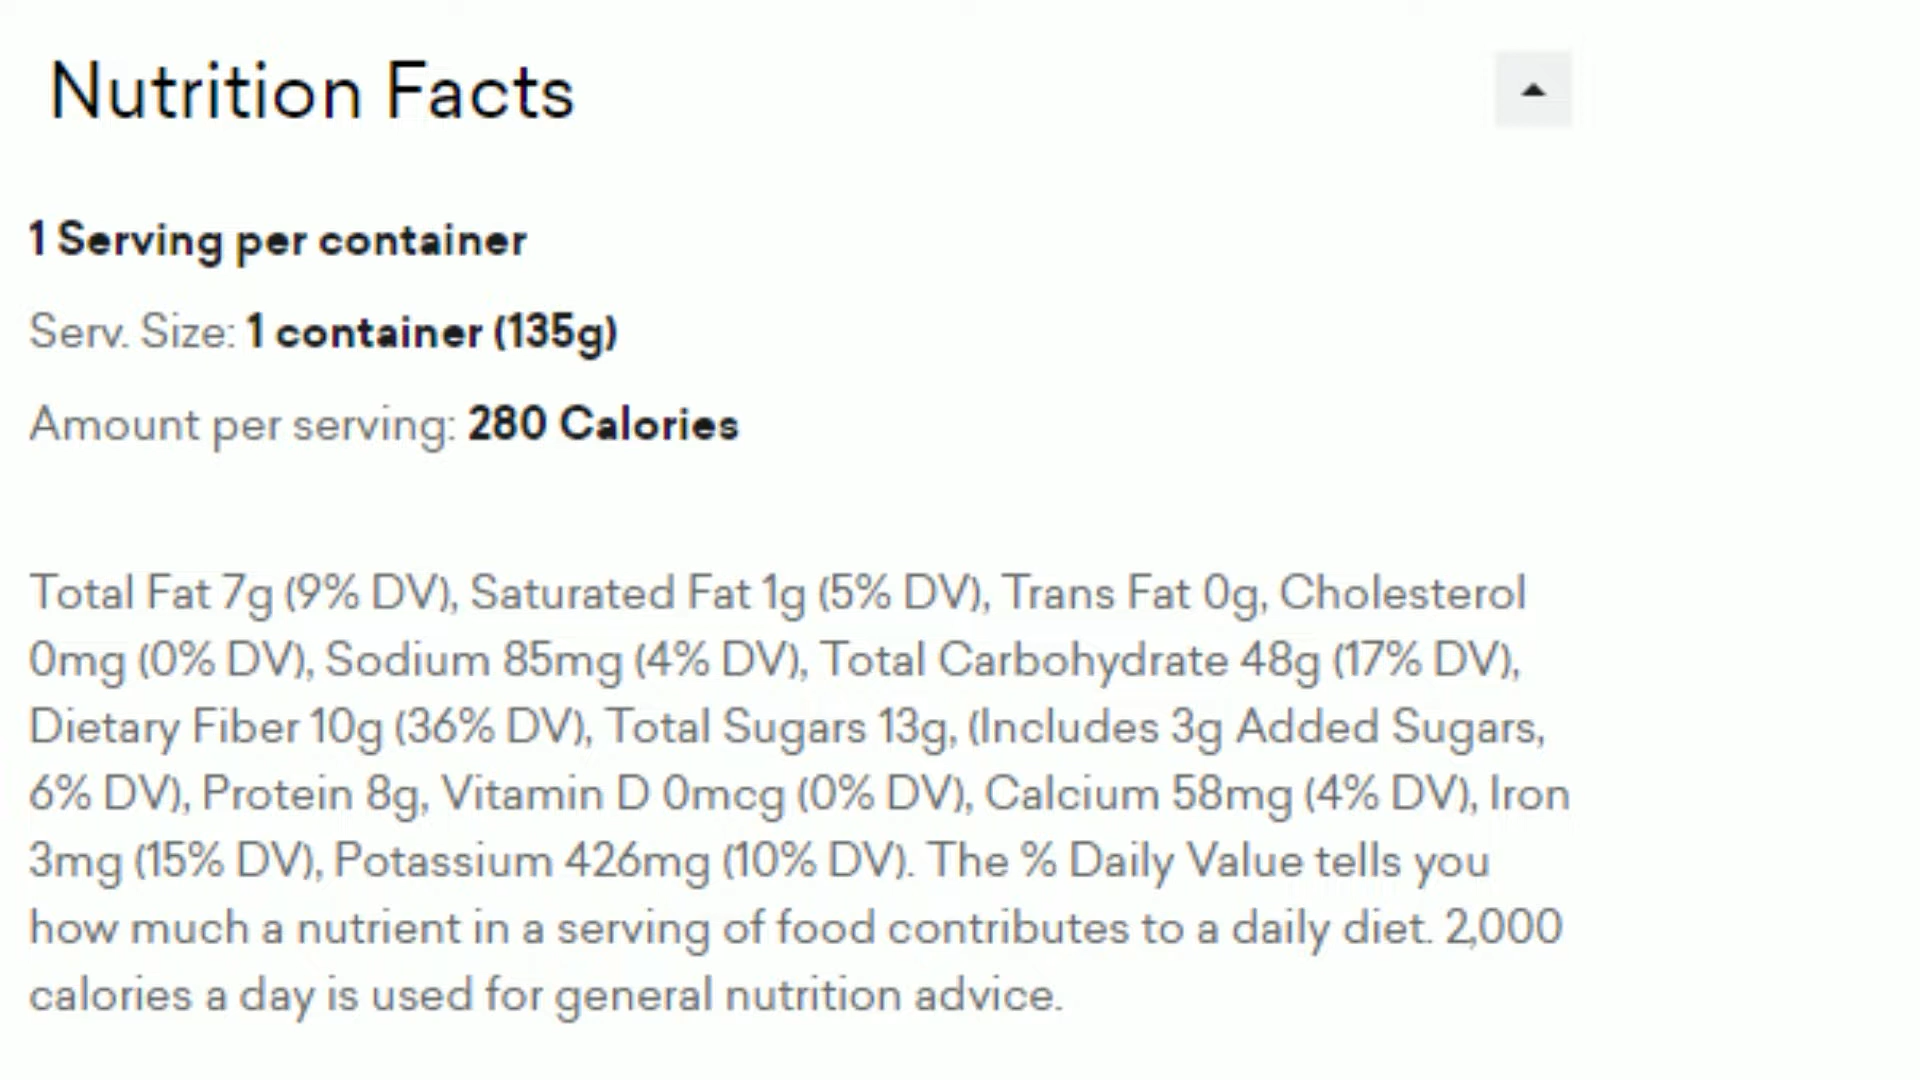 Nutrition Facts
1 Serving per container
Serv. Size: 1 container (135g)
Amount per serving: 280 Calories
Total Fat 7g (9% DV), Saturated Fat 1g (5% DV), Trans Fat 0g, Cholesterol
0mg (0% DV), Sodium 85mg (4% DV), Total Carbohydrate 48g (17% DV),
Dietary Fiber 10g (36% DV), Total Sugars 13g, (Includes 3g Added Sugars,
6% DV), Protein 8g, Vitamin D 0mcg (0% DV), Calcium 58mg (4% DV), Iron
3mg (15% DV), Potassium 426mg (10% DV). The % Daily Value tells you
how much a nutrient in a serving of food contributes to a daily diet. 2,000
calories a day is used for general nutrition advice.